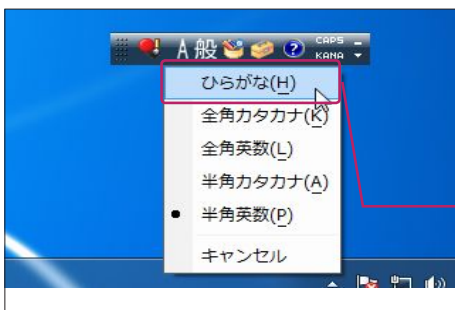 A 般 CAPS
KANA
ひらがな(H)
全角カタカナ(K)
全角英数(L)
半角カタカナ(A)
半角英数(P)
キャンセル